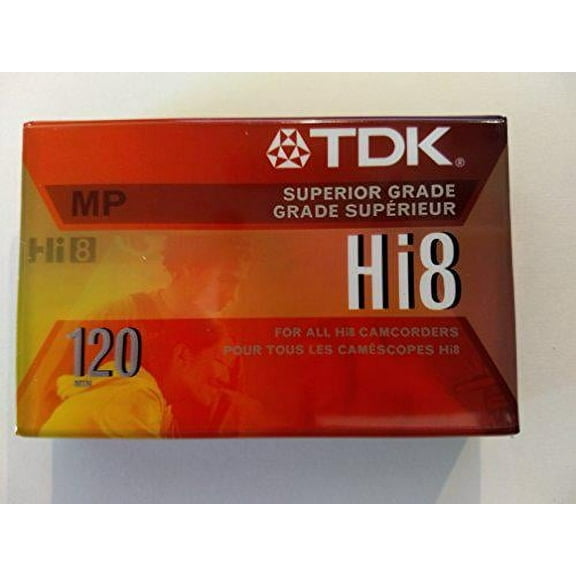 TDK®
MP
SUPERIOR GRADE
GRADE SUPÉRIEUR
Hi8
Hi8
120
MIN
FOR ALL Hi8 CAMCORDERS
POUR TOUS LES CAMÉSCOPES Hi8